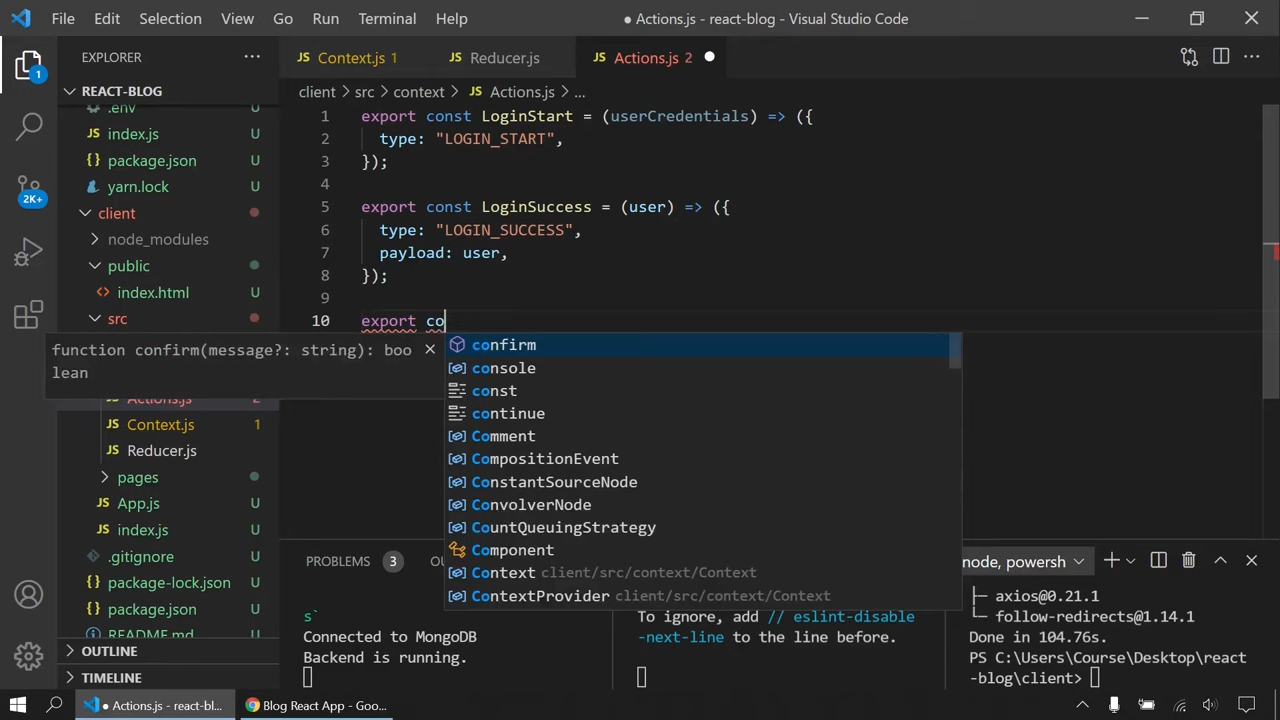 File Edit Selection View Go Run Terminal Help
● Actions.js - react-blog - Visual Studio Code
EXPLORER
Context.js 1
Reducer.js
Actions.js 2
REACT-BLOG
client > src > context > Actions.js > ...
.env U
index.js U
package.json U
yarn.lock U
client
node_modules
public
index.html U
src
1
2K+
1 export const LoginStart = (userCredentials) => ({
2 type: "LOGIN_START",
3 });
4
5 export const LoginSuccess = (user) => ({
6 type: "LOGIN_SUCCESS",
7 payload: user,
8 });
9
10 export co
function confirm(message?: string): boo
lean
confirm
console
const
continue
Comment
CompositionEvent
ConstantSourceNode
ConvolverNode
CountQueuingStrategy
Component
Context client/src/context/Context
ContextProvider client/src/context/Context
Actions.js 2
Context.js 1
Reducer.js U
pages
App.js U
index.js U
.gitignore U
package-lock.json U
package.json U
README.md U
OUTLINE
TIMELINE
PROBLEMS 3 OU
node, powersh
s`
Connected to MongoDB
Backend is running.
To ignore, add // eslint-disable
-next-line to the line before.
├─ axios@0.21.1
└─ follow-redirects@1.14.1
Done in 104.76s.
PS C:\Users\Course\Desktop\react
-blog\client>
● Actions.js - react-bl...
Blog React App - Goo...